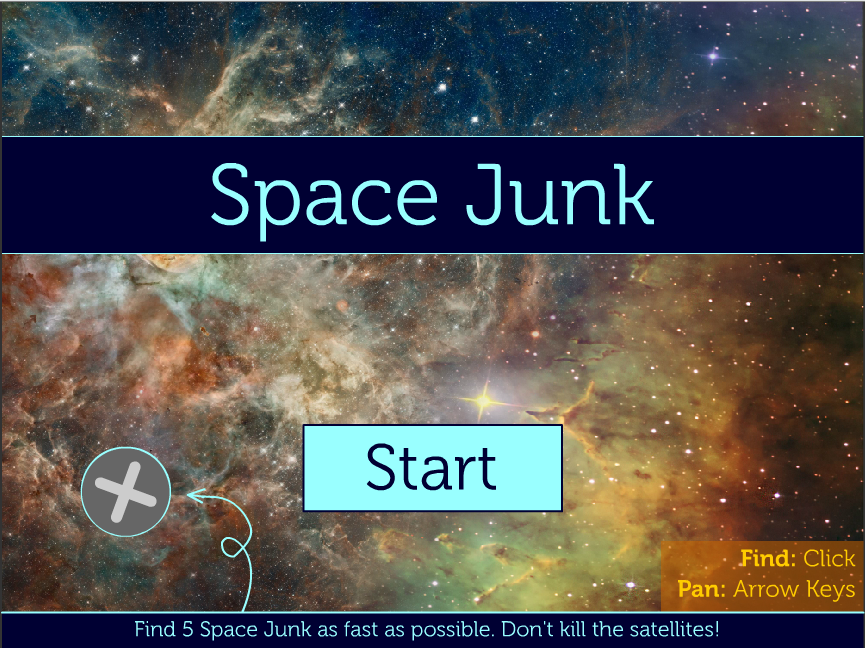 Space Junk
Start
Find: Click
Pan: Arrow Keys
Find 5 Space Junk as fast as possible. Don't kill the satellites!